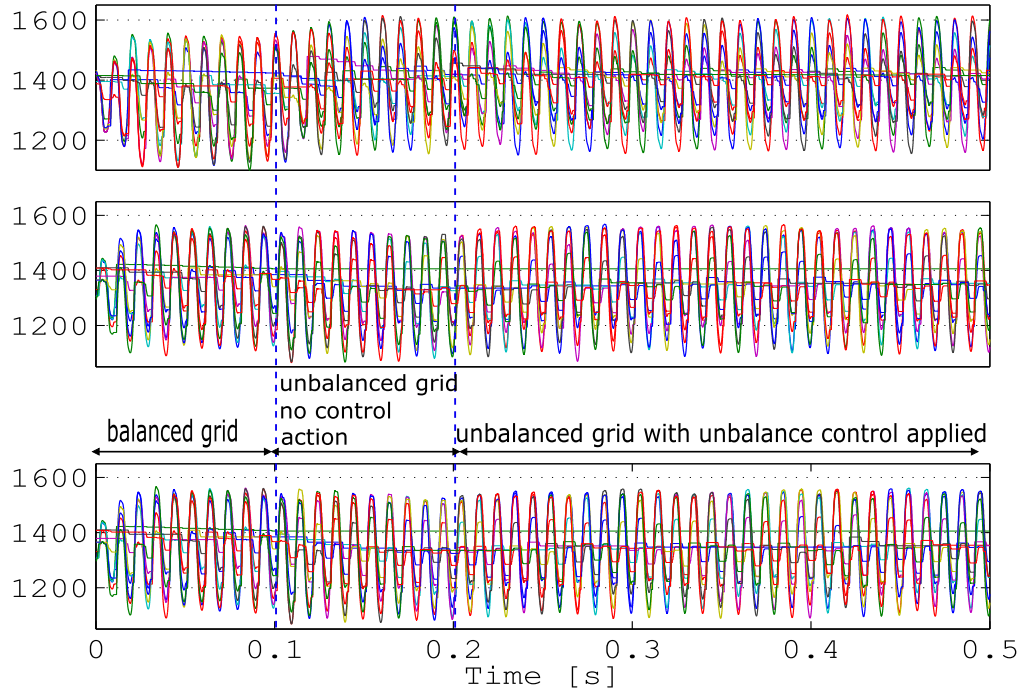 1600
1400
1200
1600
1400
1200
unbalanced grid
no control
action
balanced grid
unbalanced grid with unbalance control applied
1600
1400
1200
0 0.1 0.2 0.3 0.4 0.5
Time [s]